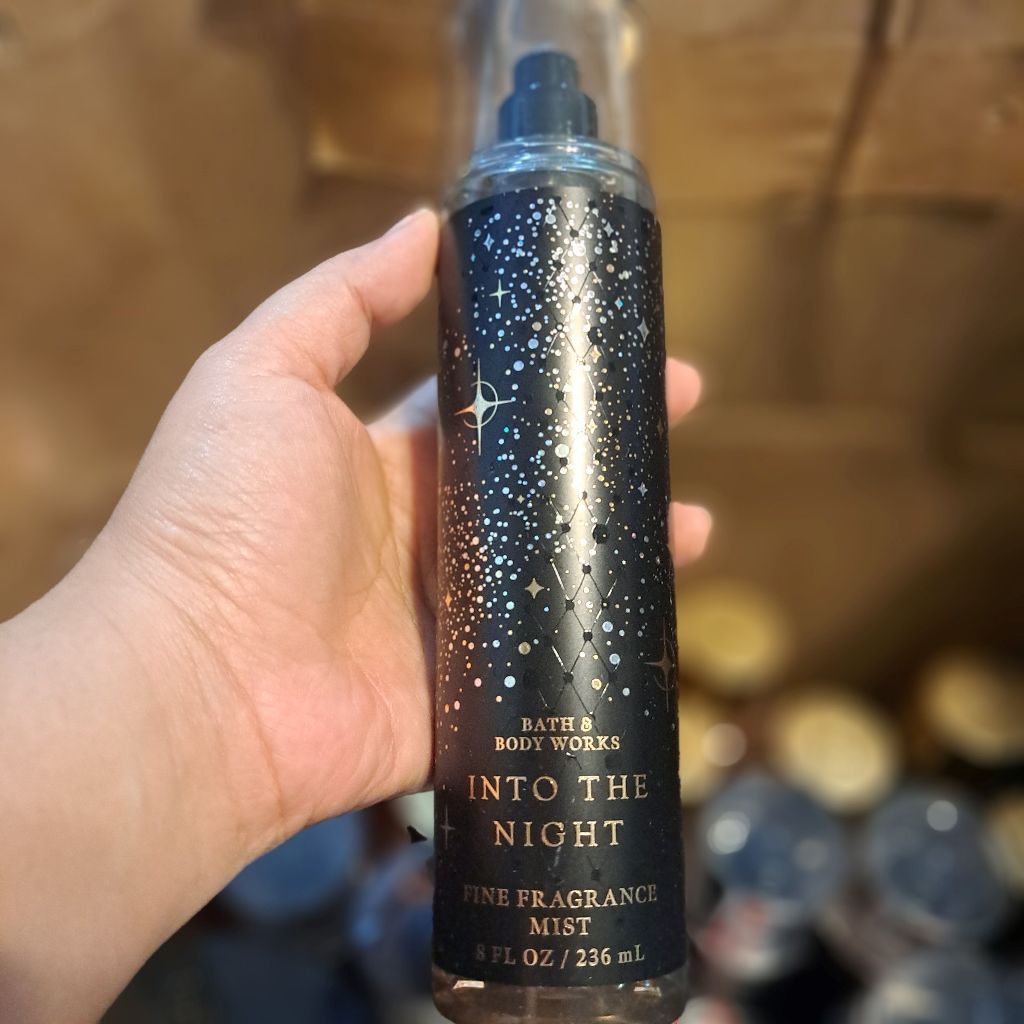 BATH &
BODY WORKS
INTO THE
NIGHT
FINE FRAGRANCE
MIST
8 FL OZ / 236 mL